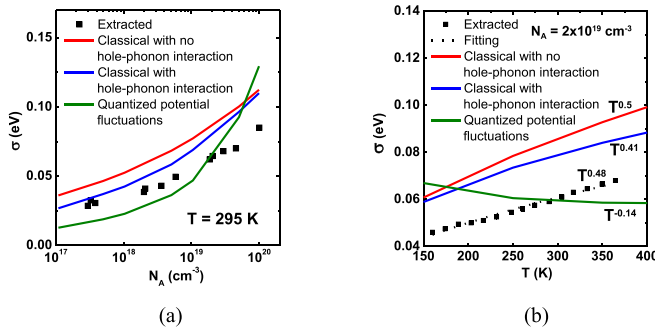 (a)
Extracted
Classical with no
hole-phonon interaction
Classical with
hole-phonon interaction
Quantized potential
fluctuations
T = 295 K
σ (eV)
0.15
0.10
0.05
0.00
10^17 10^18 10^19 10^20
N_A (cm^-3)
(a)
(b)
N_A = 2x10^19 cm^-3
Extracted
Fitting
Classical with no
hole-phonon interaction
Classical with
hole-phonon interaction
Quantized potential
fluctuations
T^0.5
T^0.41
T^0.48
T^-0.14
σ (eV)
0.14
0.12
0.10
0.08
0.06
0.04
150 200 250 300 350 400
T (K)
(b)